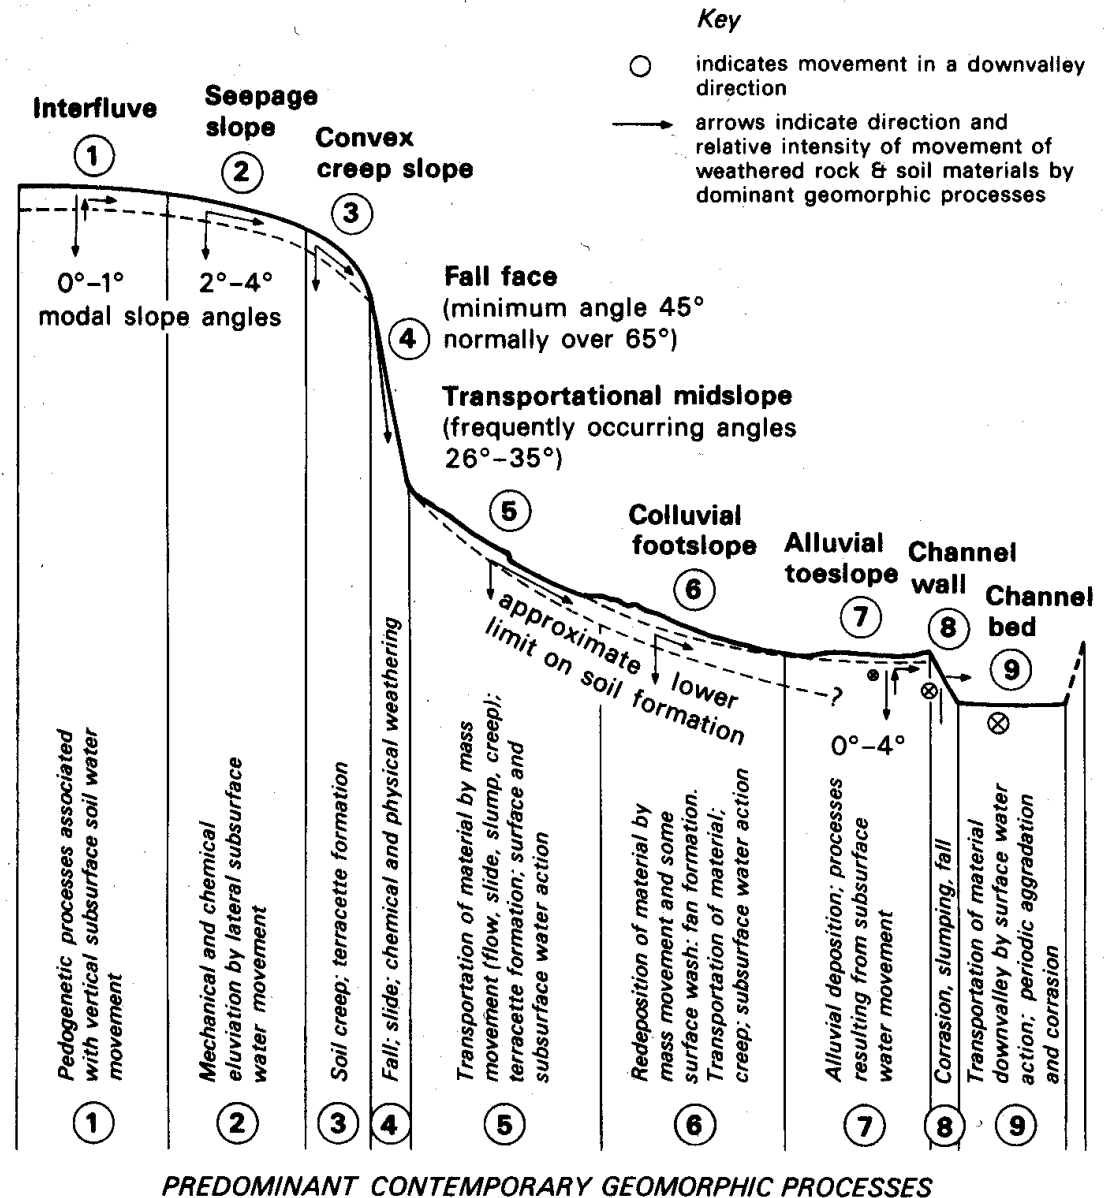 Key
indicates movement in a downvalley
direction
arrows indicate direction and
relative intensity of movement of
weathered rock & soil materials by
dominant geomorphic processes
Interfluve
1
Seepage
slope
2
Convex
creep slope
3
0°–1°
2°–4°
modal slope angles
Fall face
(minimum angle 45°
normally over 65°)
4
Transportational midslope
(frequently occurring angles
26°–35°)
5
Colluvial
footslope
6
Alluvial
toeslope
7
Channel
wall
8
Channel
bed
9
approximate lower
limit on soil formation
?
0°–4°
Pedogenetic processes associated
with vertical subsurface soil water
movement
Mechanical and chemical
eluviation by lateral subsurface
water movement
Soil creep; terracette formation
Fall; slide; chemical and physical weathering
Transportation of material by mass
movement (flow, slide, slump, creep);
terracette formation; surface and
subsurface water action
Redeposition of material by
mass movement and some
surface wash: fan formation.
Transportation of material;
creep; subsurface water action
Alluvial deposition; processes
resulting from subsurface
water movement
Corrasion, slumping, fall
Transportation of material
downvalley by surface water
action; periodic aggradation
and corrasion
1
2
3
4
5
6
7
8
9
PREDOMINANT CONTEMPORARY GEOMORPHIC PROCESSES